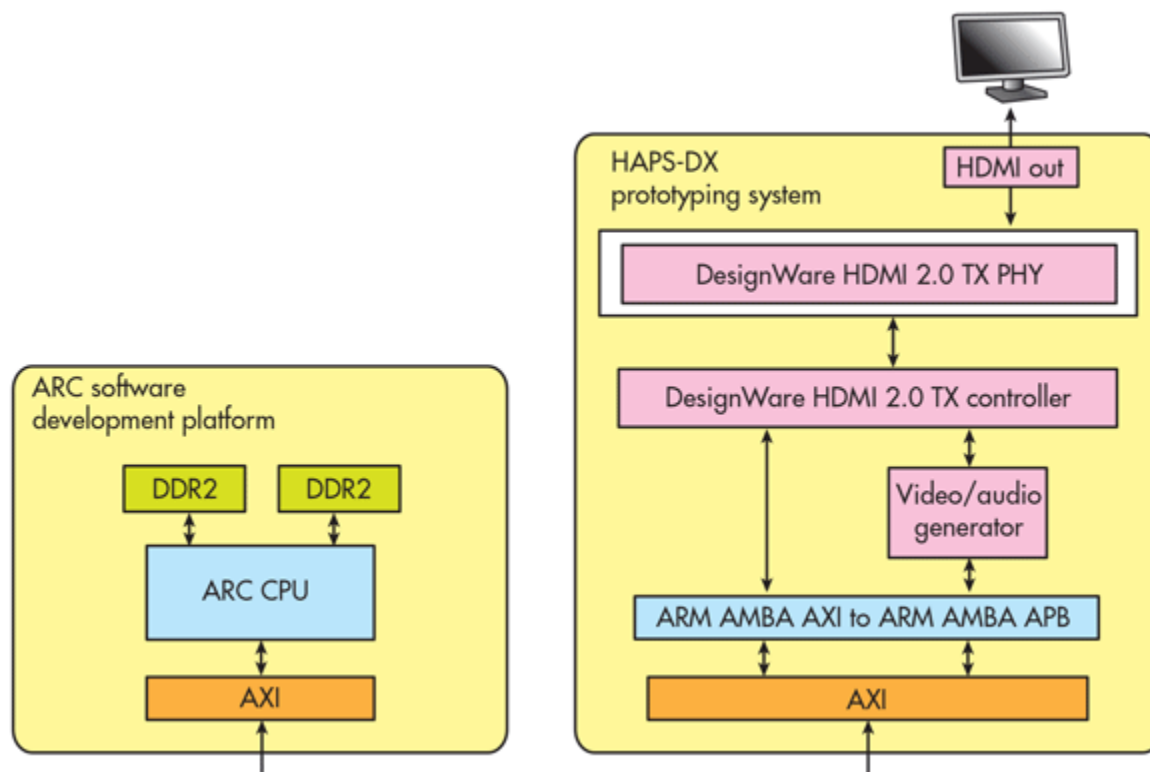 HDMI out
HAPS-DX
prototyping system
DesignWare HDMI 2.0 TX PHY
DesignWare HDMI 2.0 TX controller
Video/audio
generator
ARM AMBA AXI to ARM AMBA APB
AXI
ARC software
development platform
DDR2
DDR2
ARC CPU
AXI